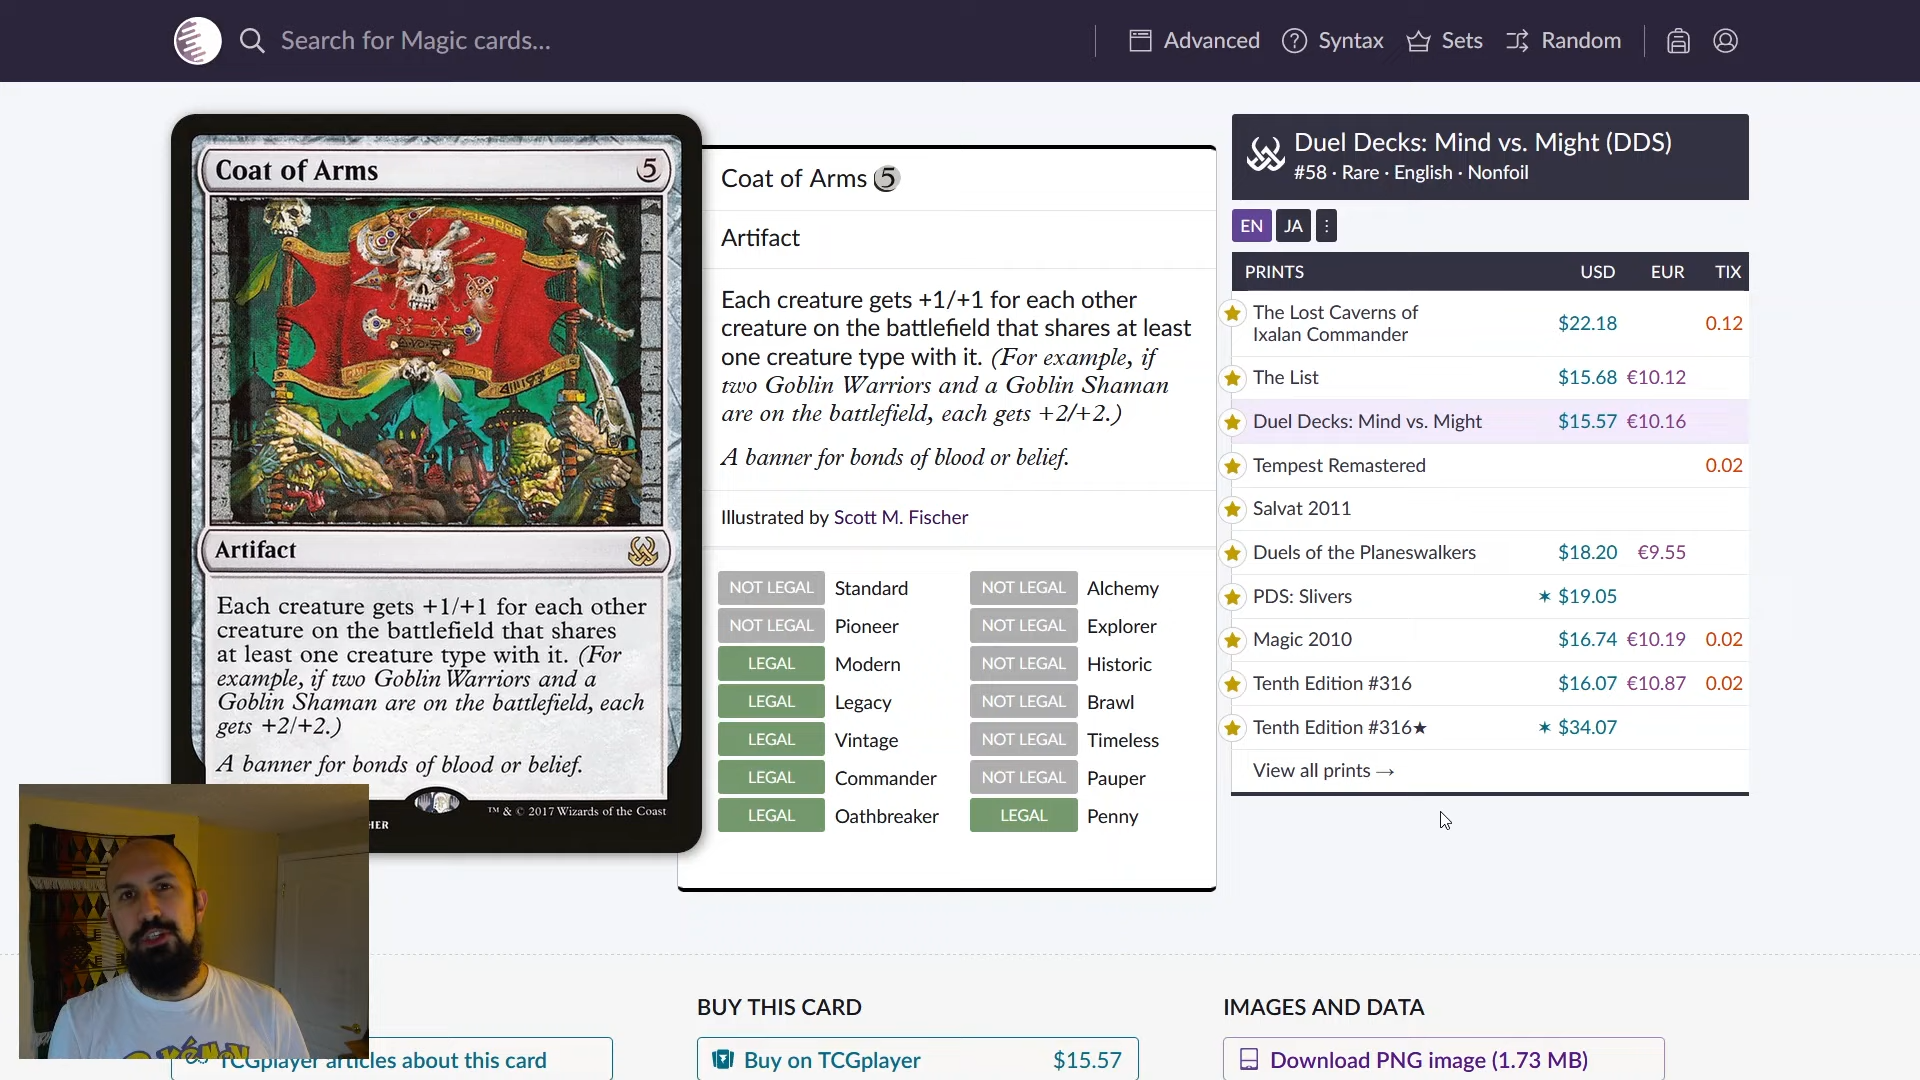 Search for Magic cards...
Advanced
Syntax
Sets
Random
Coat of Arms 5
Artifact
Each creature gets +1/+1 for each other
creature on the battlefield that shares
at least one creature type with it. (For
example, if two Goblin Warriors and a
Goblin Shaman are on the battlefield, each
gets +2/+2.)
A banner for bonds of blood or belief.
™ & © 2017 Wizards of the Coast
HER
Coat of Arms 5
Artifact
Each creature gets +1/+1 for each other
creature on the battlefield that shares at least
one creature type with it. (For example, if
two Goblin Warriors and a Goblin Shaman
are on the battlefield, each gets +2/+2.)
A banner for bonds of blood or belief.
Illustrated by Scott M. Fischer
NOT LEGAL Standard NOT LEGAL Alchemy
NOT LEGAL Pioneer NOT LEGAL Explorer
LEGAL Modern NOT LEGAL Historic
LEGAL Legacy NOT LEGAL Brawl
LEGAL Vintage NOT LEGAL Timeless
LEGAL Commander NOT LEGAL Pauper
LEGAL Oathbreaker LEGAL Penny
Duel Decks: Mind vs. Might (DDS)
#58 · Rare · English · Nonfoil
EN JA
PRINTS USD EUR TIX
The Lost Caverns of
Ixalan Commander $22.18 0.12
The List $15.68 €10.12
Duel Decks: Mind vs. Might $15.57 €10.16
Tempest Remastered 0.02
Salvat 2011
Duels of the Planeswalkers $18.20 €9.55
PDS: Slivers ✶ $19.05
Magic 2010 $16.74 €10.19 0.02
Tenth Edition #316 $16.07 €10.87 0.02
Tenth Edition #316★ ✶ $34.07
View all prints →
TCGplayer articles about this card
BUY THIS CARD
Buy on TCGplayer $15.57
IMAGES AND DATA
Download PNG image (1.73 MB)